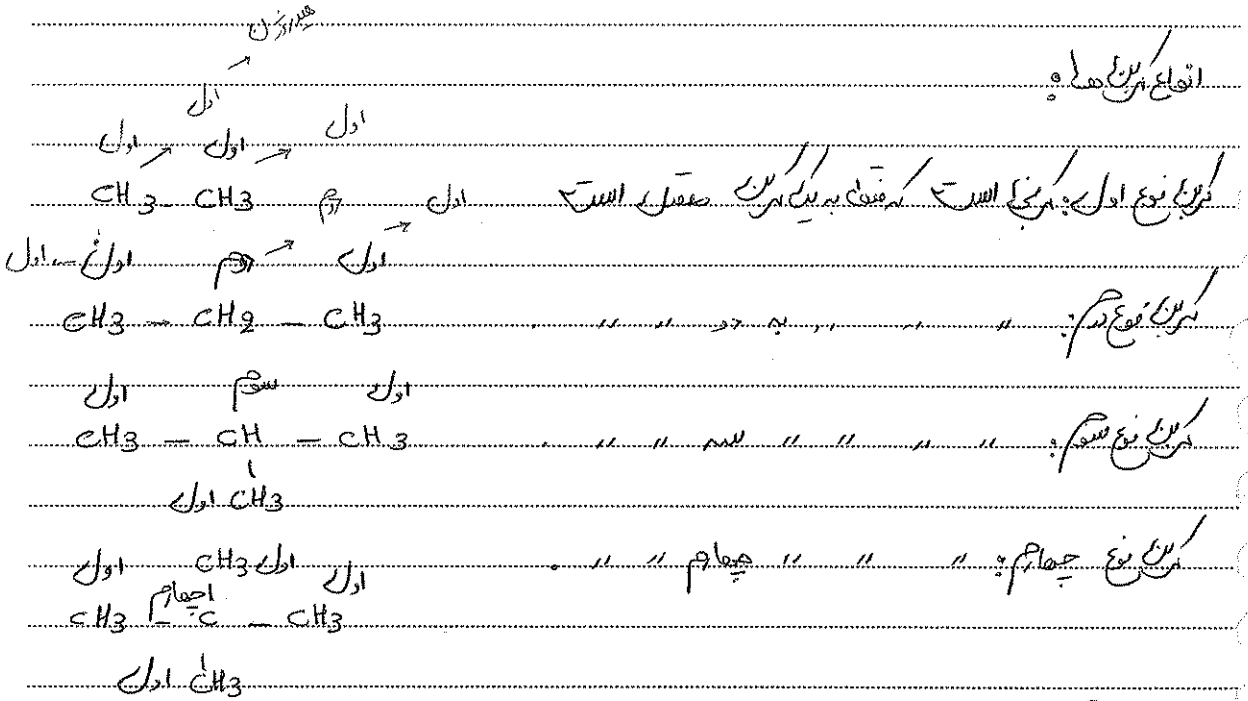 هیدروژن
انواع کربن ها:
اول
اول اول اول
کربن نوع اول: کربنی است که فقط به یک کربن متصل است CH3 - CH3 دوم اول
اول - اول دوم اول
کربن نوع دوم: " " " به دو " " . CH3 - CH2 - CH3
اول سوم اول
کربن نوع سوم: " " " " سه " " . CH3 - CH - CH3
CH3 اول
کربن نوع چهارم: " " " " چهارم " " . اول CH3 اول اول
چهارم CH3 - C - CH3
CH3 اول